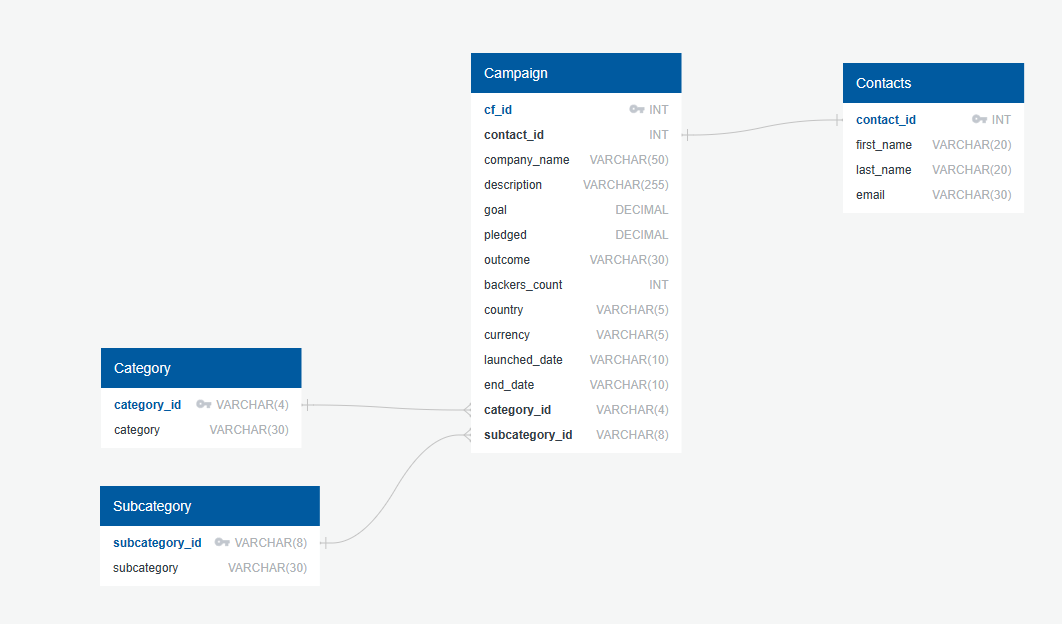 Campaign
cf_id INT
contact_id INT
company_name VARCHAR(50)
description VARCHAR(255)
goal DECIMAL
pledged DECIMAL
outcome VARCHAR(30)
backers_count INT
country VARCHAR(5)
currency VARCHAR(5)
launched_date VARCHAR(10)
end_date VARCHAR(10)
category_id VARCHAR(4)
subcategory_id VARCHAR(8)
Contacts
contact_id INT
first_name VARCHAR(20)
last_name VARCHAR(20)
email VARCHAR(30)
Category
category_id VARCHAR(4)
category VARCHAR(30)
Subcategory
subcategory_id VARCHAR(8)
subcategory VARCHAR(30)